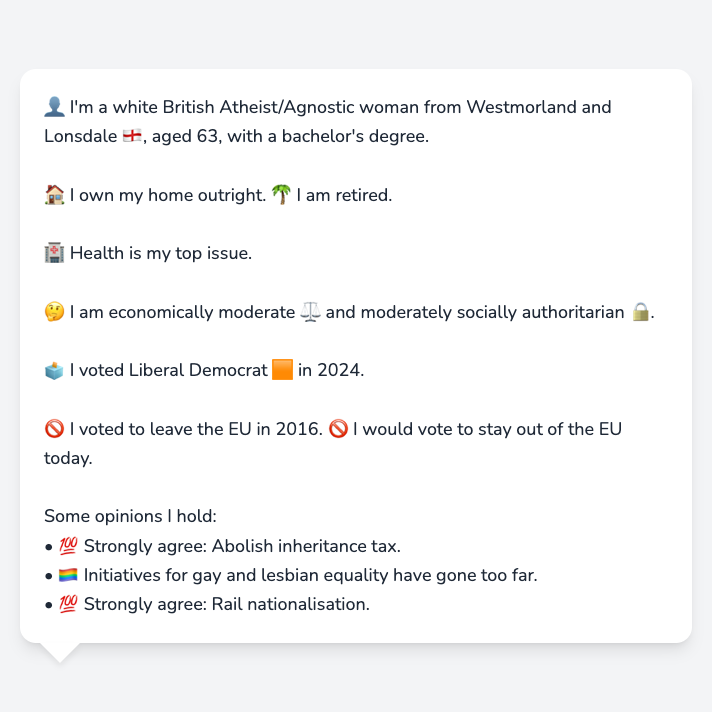 👤 I'm a white British Atheist/Agnostic woman from Westmorland and
Lonsdale 🏴󠁧󠁢󠁥󠁮󠁧󠁿, aged 63, with a bachelor's degree.
🏠 I own my home outright. 🌴 I am retired.
🏥 Health is my top issue.
🤔 I am economically moderate ⚖️ and moderately socially authoritarian 🔒.
🗳️ I voted Liberal Democrat 🟧 in 2024.
🚫 I voted to leave the EU in 2016. 🚫 I would vote to stay out of the EU
today.
Some opinions I hold:
• 💯 Strongly agree: Abolish inheritance tax.
• 🏳️‍🌈 Initiatives for gay and lesbian equality have gone too far.
• 💯 Strongly agree: Rail nationalisation.